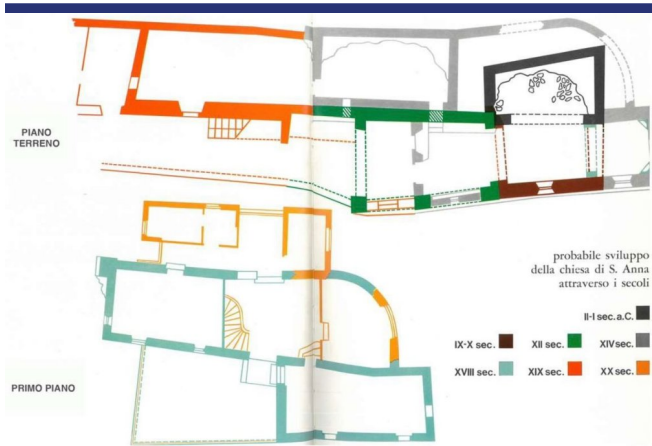 PIANO
TERRENO
probabile sviluppo
della chiesa di S. Anna
attraverso i secoli
II-I sec. a.C.
IX-X sec.
XII sec.
XIV sec.
XVIII sec.
XIX sec.
XX sec.
PRIMO PIANO